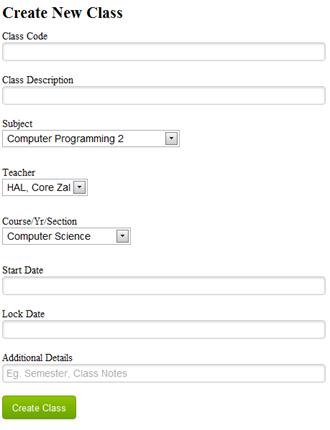 Create New Class
Class Code
Class Description
Subject
Computer Programming 2
Teacher
HAL, Core Zal
Course/Yr/Section
Computer Science
Start Date
Lock Date
Additional Details
Eg. Semester, Class Notes
Create Class